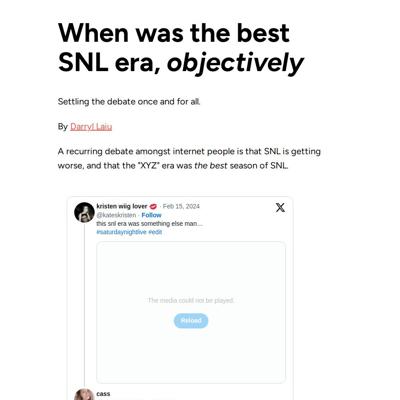 When was the best
SNL era, objectively
Settling the debate once and for all.
By Darryl Laiu
A recurring debate amongst internet people is that SNL is getting
worse, and that the "XYZ" era was the best season of SNL.
kristen wiig lover 💋 · Feb 15, 2024
@kateskristen · Follow
this snl era was something else man…
#saturdaynightlive #edit
The media could not be played.
Reload
cass